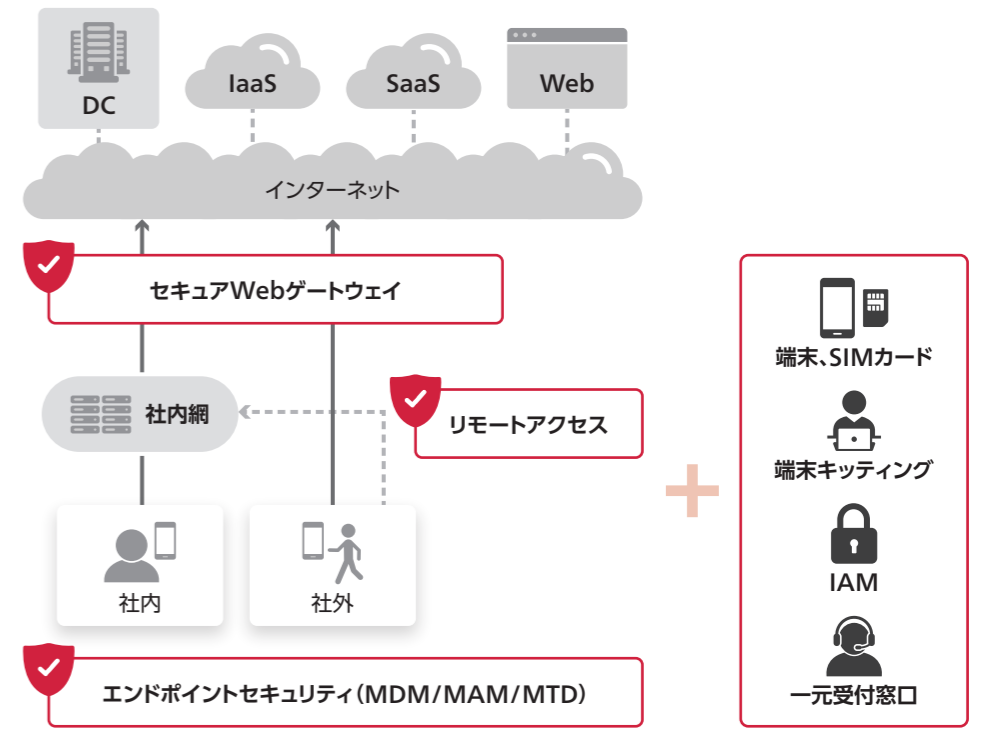 DC
IaaS
SaaS
Web
インターネット
セキュアWebゲートウェイ
社内網
リモートアクセス
社内
社外
エンドポイントセキュリティ(MDM/MAM/MTD)
端末、SIMカード
端末キッティング
IAM
一元受付窓口